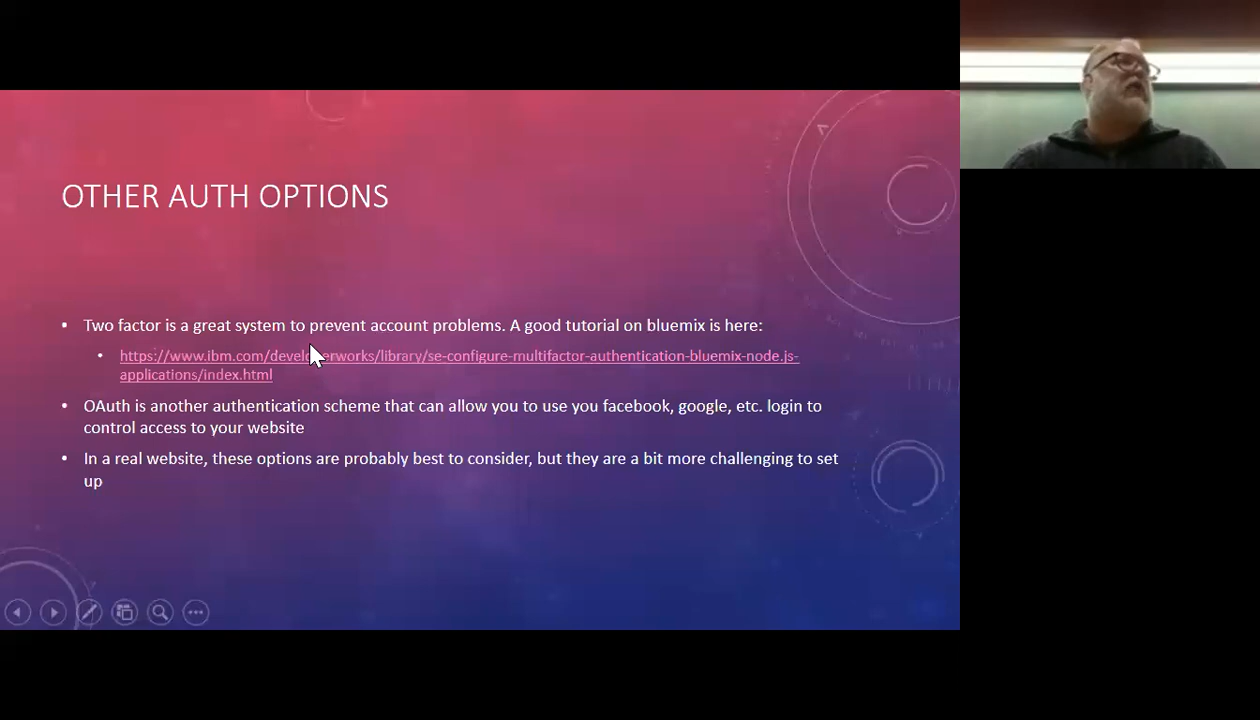 OTHER AUTH OPTIONS
• Two factor is a great system to prevent account problems. A good tutorial on bluemix is here:
• https://www.ibm.com/developerworks/library/se-configure-multifactor-authentication-bluemix-node.js-
applications/index.html
• OAuth is another authentication scheme that can allow you to use you facebook, google, etc. login to
control access to your website
• In a real website, these options are probably best to consider, but they are a bit more challenging to set
up